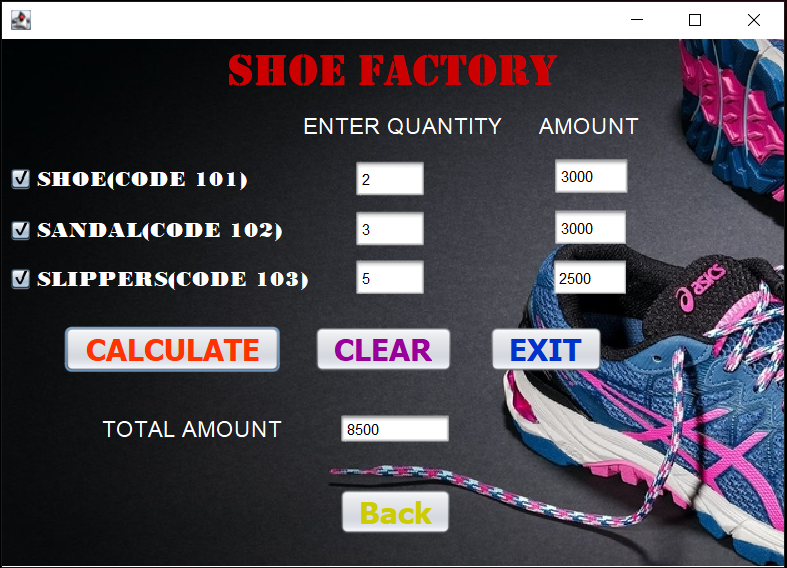 SHOE FACTORY
ENTER QUANTITY AMOUNT
SHOE(CODE 101) 2 3000
SANDAL(CODE 102) 3 3000
SLIPPERS(CODE 103) 5 2500
asics
CALCULATE CLEAR EXIT
TOTAL AMOUNT 8500
Back